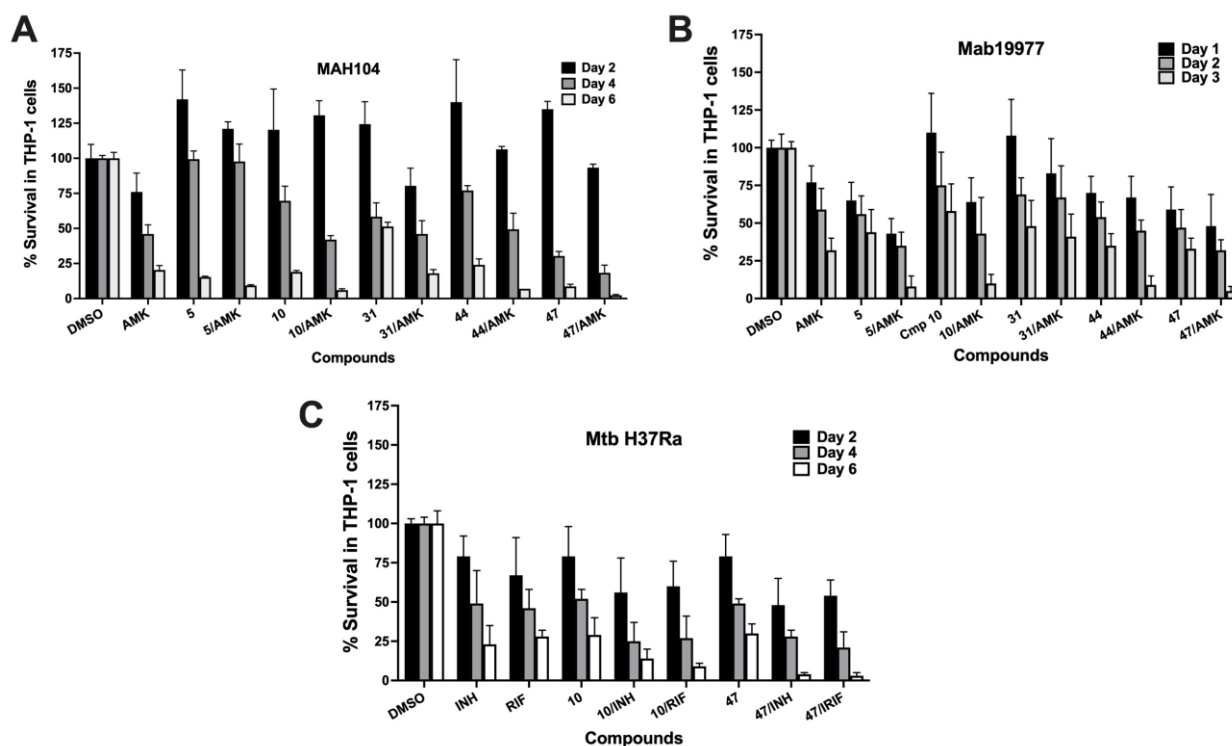 A
MAH104
Day 2
Day 4
Day 6
% Survival in THP-1 cells
175
150
125
100
75
50
25
0
DMSO
AMK
5
5/AMK
10
10/AMK
31
31/AMK
44
44/AMK
47
47/AMK
Compounds
B
Mab19977
Day 1
Day 2
Day 3
% Survival in THP-1 cells
175
150
125
100
75
50
25
0
DMSO
AMK
5
5/AMK
Cmp 10
10/AMK
31
31/AMK
44
44/AMK
47
47/AMK
Compounds
C
Mtb H37Ra
Day 2
Day 4
Day 6
% Survival in THP-1 cells
175
150
125
100
75
50
25
0
DMSO
INH
RIF
10
10/INH
10/RIF
47
47/INH
47/IRIF
Compounds